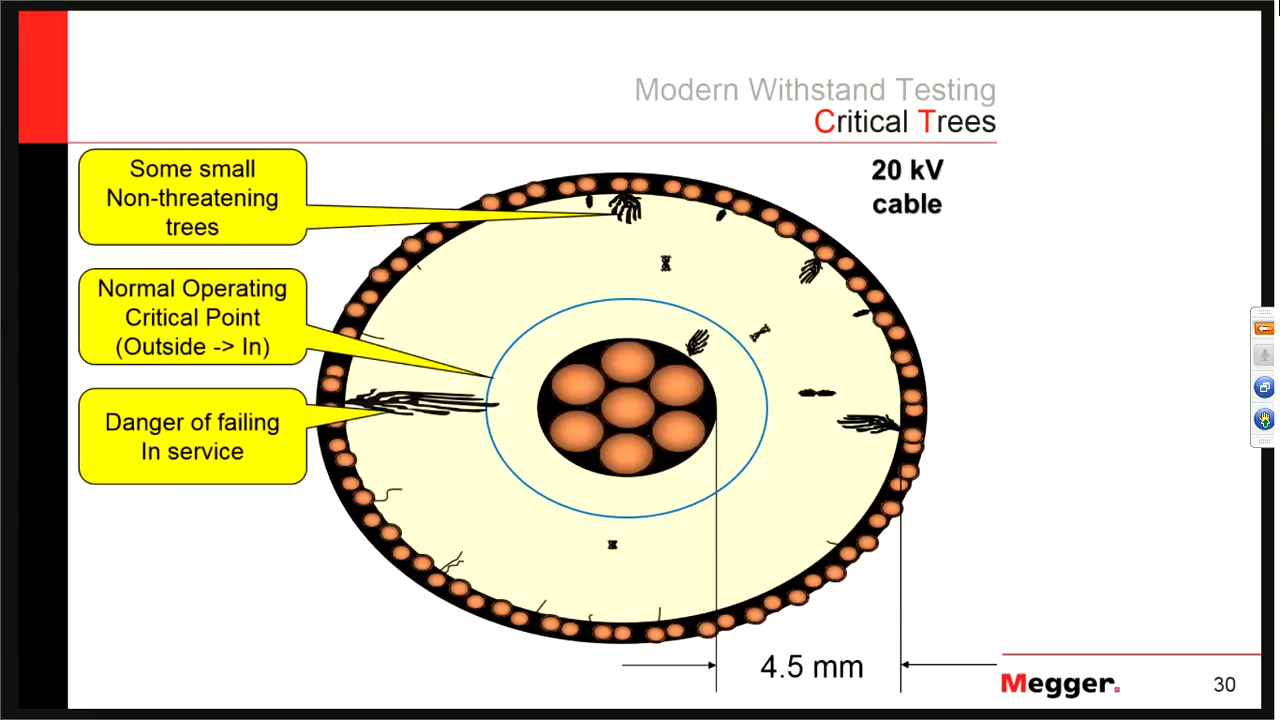 Modern Withstand Testing
Critical Trees
Some small
Non-threatening
trees
20 kV
cable
Normal Operating
Critical Point
(Outside -> In)
Danger of failing
In service
4.5 mm
Megger.
30